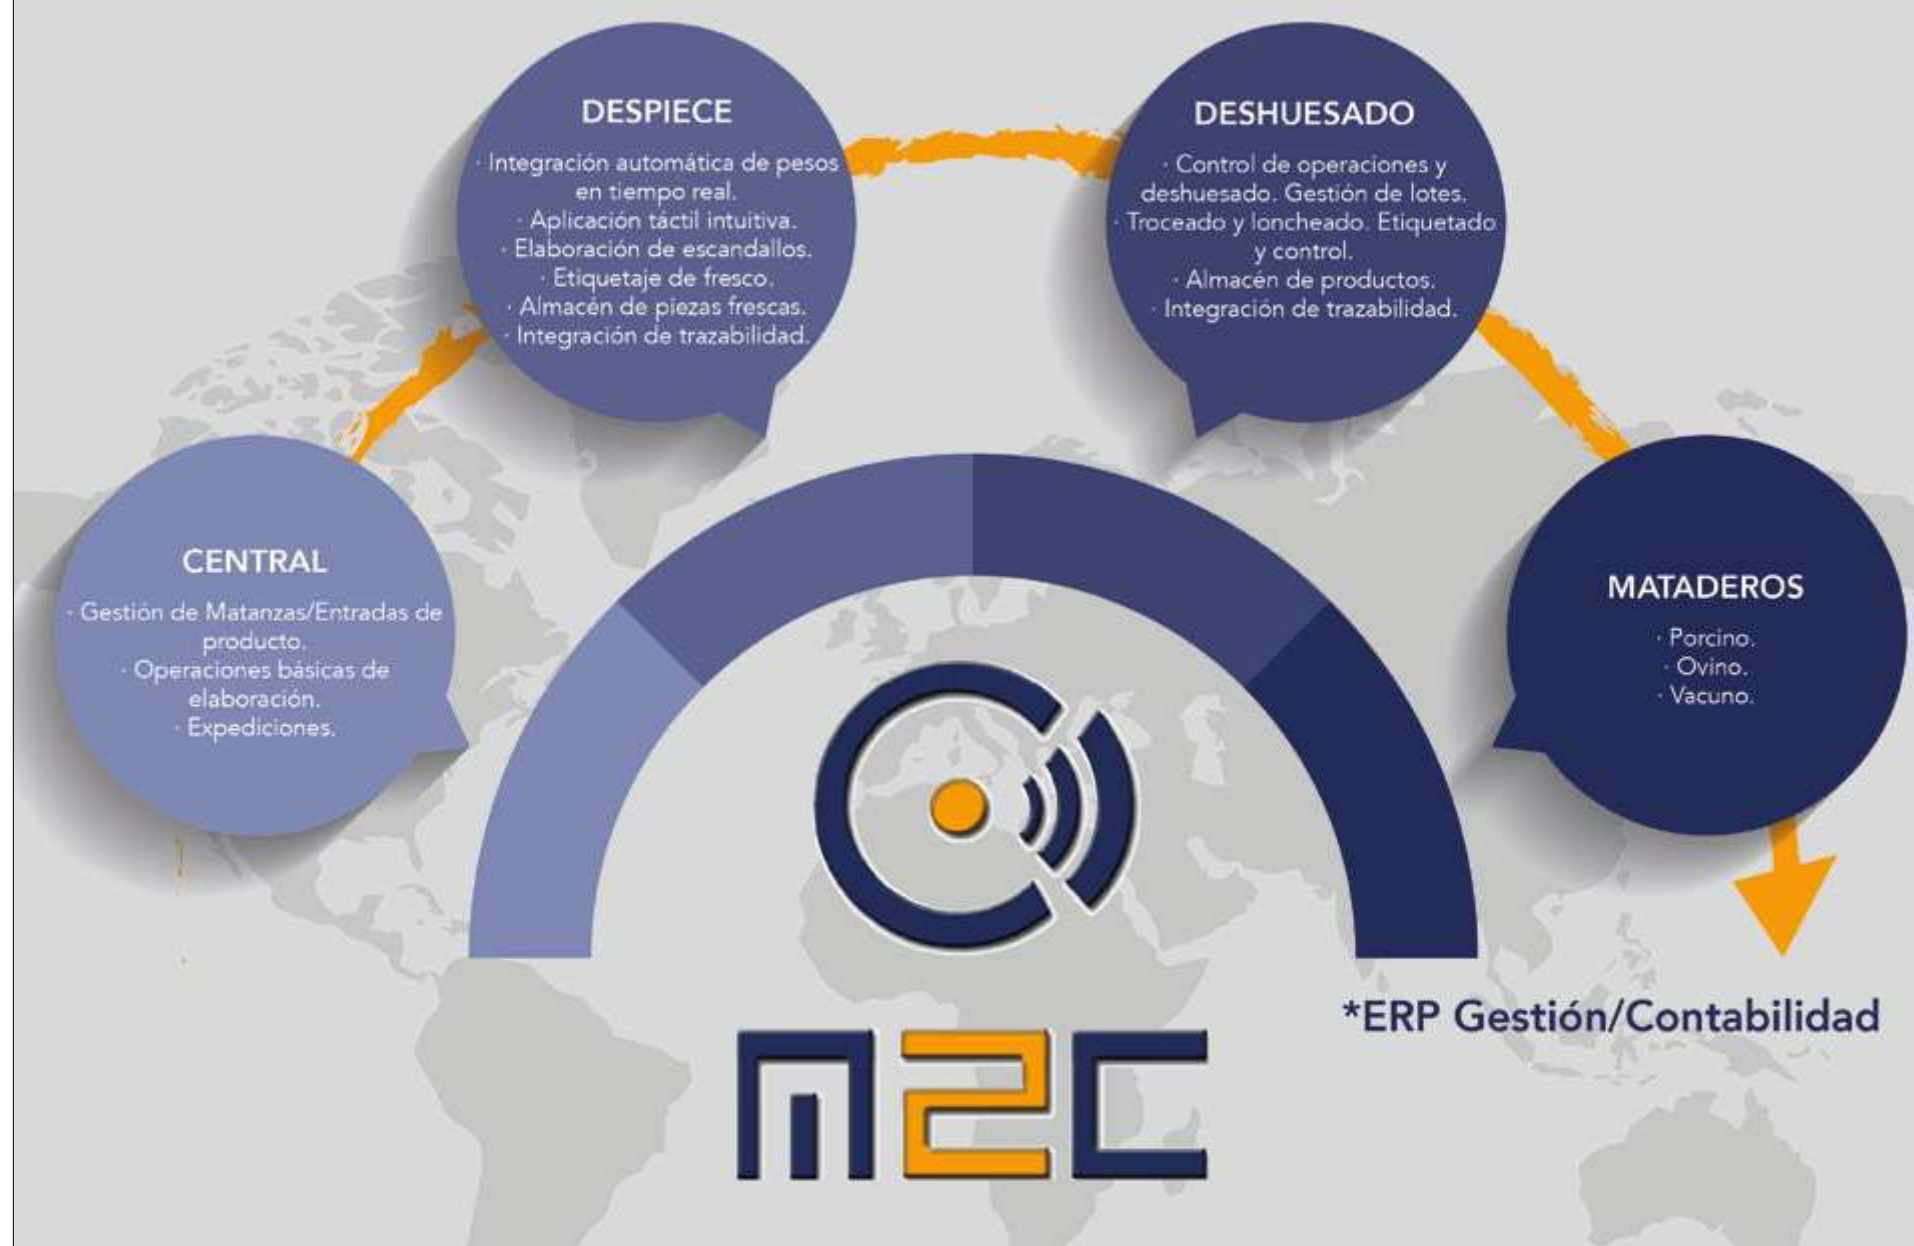 DESPIECE
· Integración automática de pesos
en tiempo real.
· Aplicación táctil intuitiva.
· Elaboración de escandallos.
· Etiquetaje de fresco.
· Almacén de piezas frescas.
· Integración de trazabilidad.
DESHUESADO
· Control de operaciones y
deshuesado. Gestión de lotes.
· Troceado y loncheado. Etiquetado
y control.
· Almacén de productos.
· Integración de trazabilidad.
CENTRAL
· Gestión de Matanzas/Entradas de
producto.
· Operaciones básicas de
elaboración.
· Expediciones.
MATADEROS
· Porcino.
· Ovino.
· Vacuno.
*ERP Gestión/Contabilidad
M2C